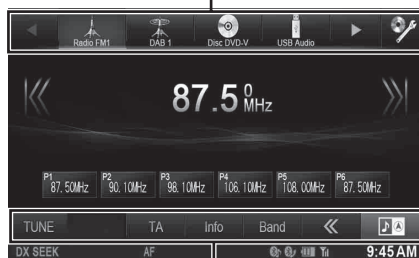 Radio FM1 DAB 1 Disc DVD-V USB Audio
87.5 0 MHz
P1 P2 P3 P4 P5 P6
87.50MHz 90.10MHz 98.10MHz 106.10MHz 108.00MHz 87.50MHz
TUNE TA Info Band
DX SEEK AF 9:45 AM